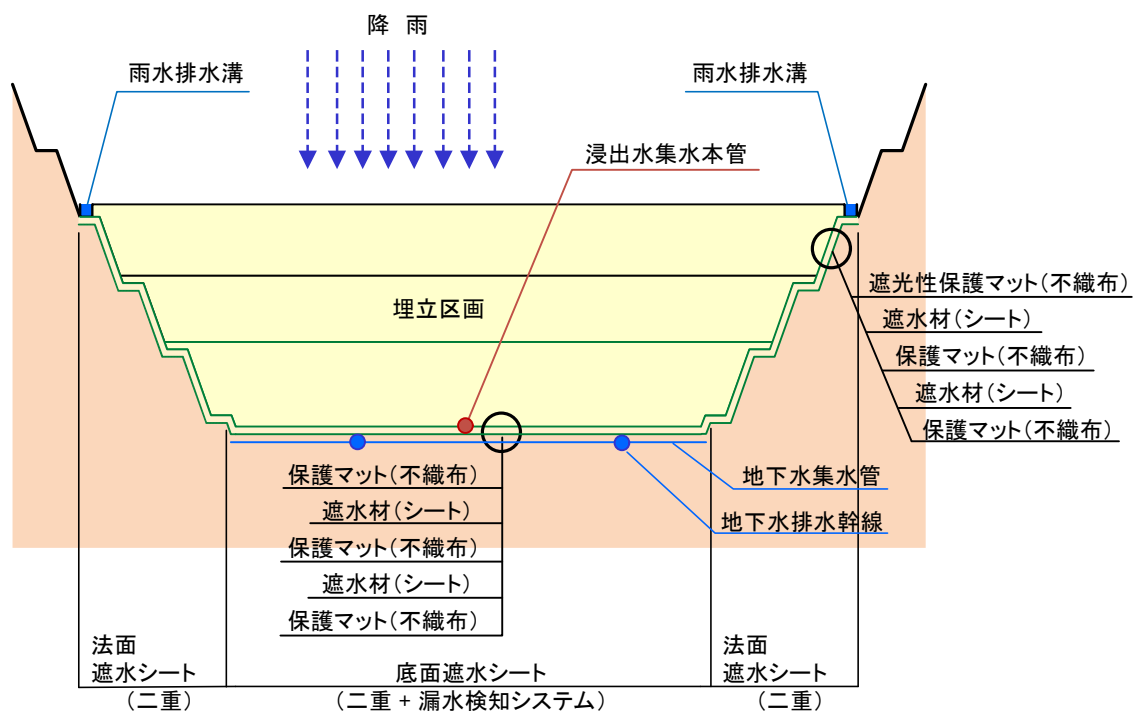 降 雨
雨水排水溝
雨水排水溝
浸出水集水本管
埋立区画
遮光性保護マット(不織布)
遮水材(シート)
保護マット(不織布)
遮水材(シート)
保護マット(不織布)
地下水集水管
地下水排水幹線
保護マット(不織布)
遮水材(シート)
保護マット(不織布)
遮水材(シート)
保護マット(不織布)
法面
遮水シート
(二重)
底面遮水シート
(二重 + 漏水検知システム)
法面
遮水シート
(二重)